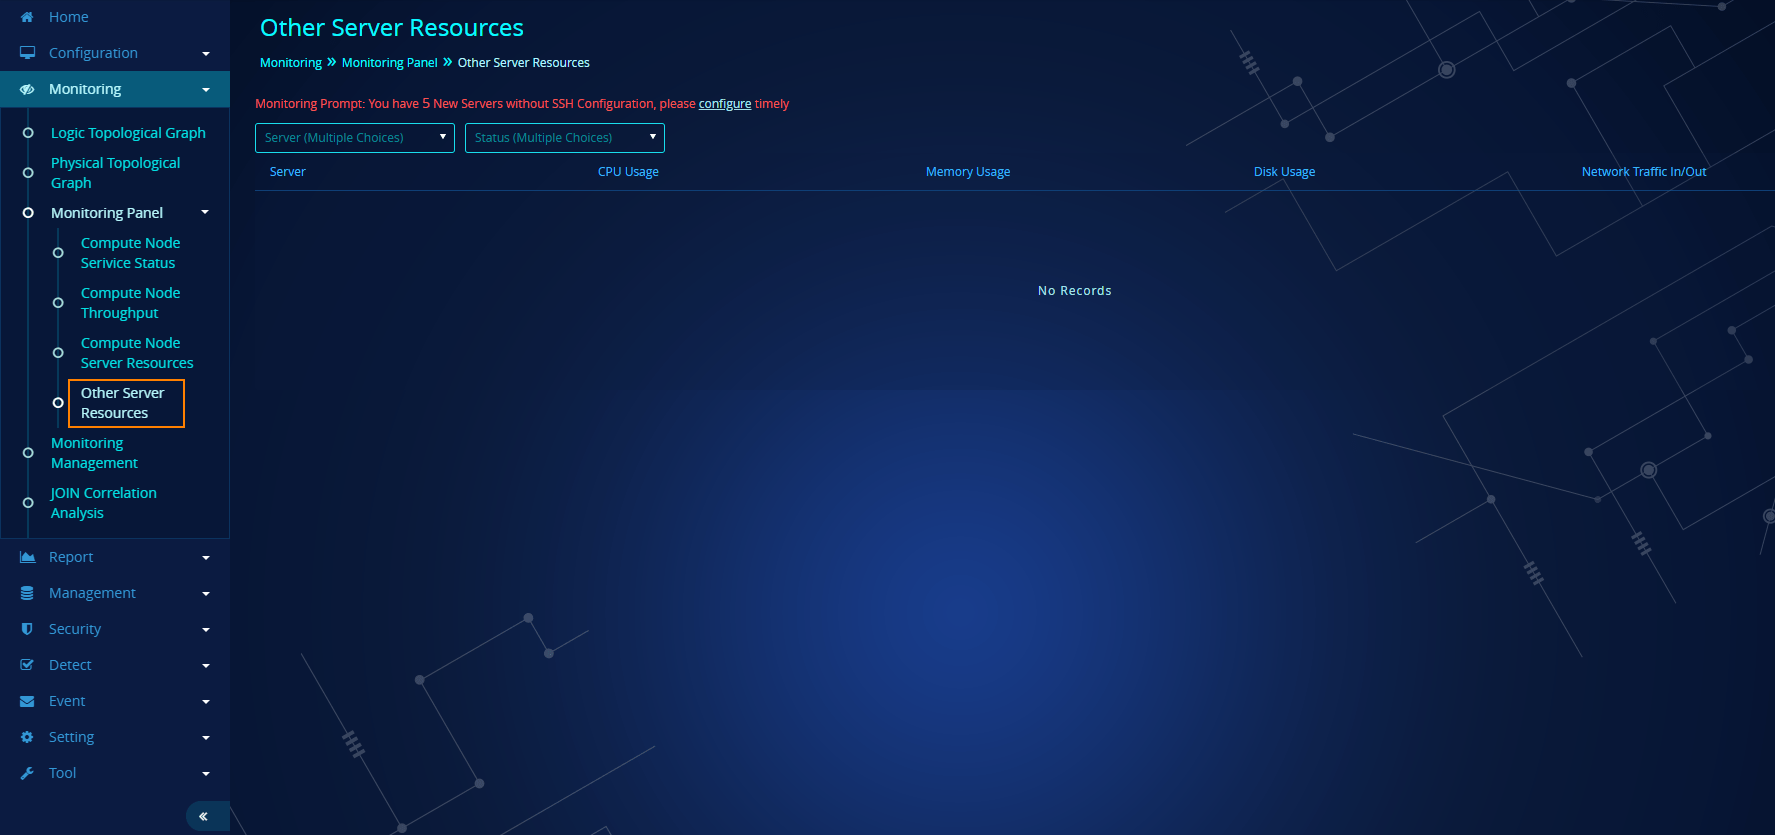 Home
Configuration
Monitoring
Logic Topological Graph
Physical Topological
Graph
Monitoring Panel
Compute Node
Serivice Status
Compute Node
Throughput
Compute Node
Server Resources
Other Server
Resources
Monitoring
Management
JOIN Correlation
Analysis
Report
Management
Security
Detect
Event
Setting
Tool
«
Other Server Resources
Monitoring » Monitoring Panel » Other Server Resources
Monitoring Prompt: You have 5 New Servers without SSH Configuration, please configure timely
Server (Multiple Choices) Status (Multiple Choices)
Server CPU Usage Memory Usage Disk Usage Network Traffic In/Out
No Records